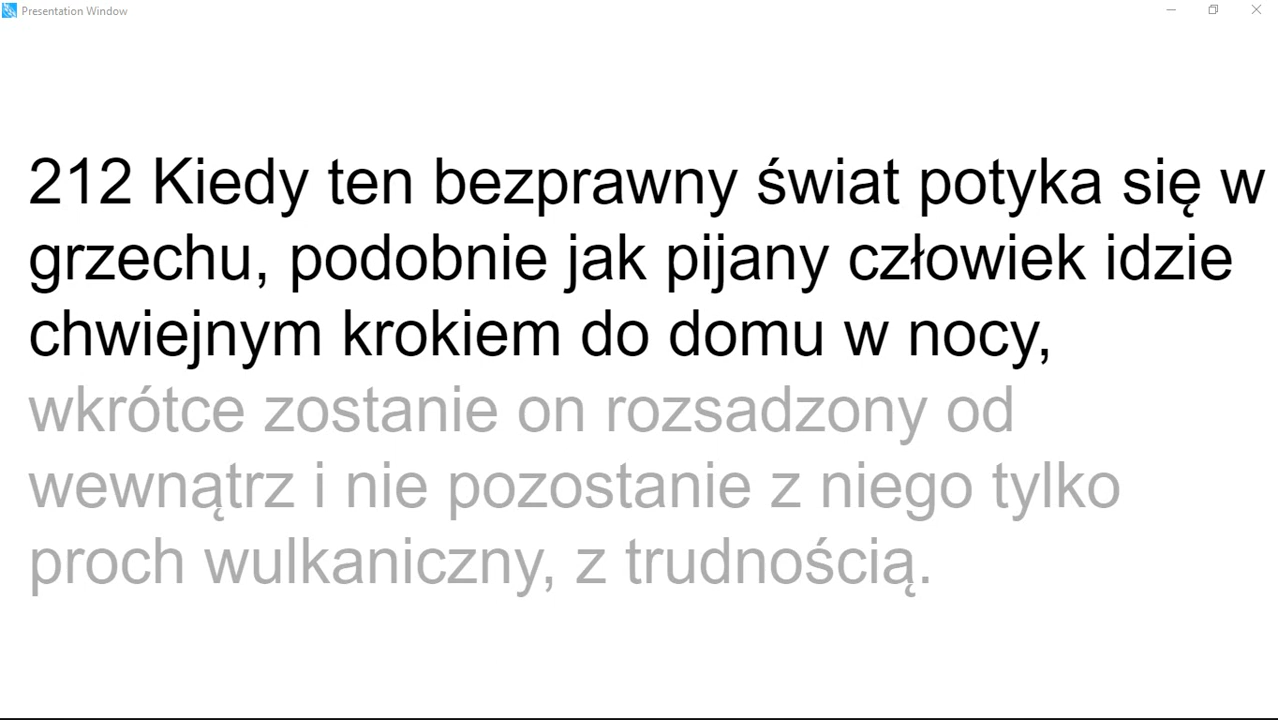 Presentation Window
212 Kiedy ten bezprawny świat potyka się w
grzechu, podobnie jak pijany człowiek idzie
chwiejnym krokiem do domu w nocy,
wkrótce zostanie on rozsadzony od
wewnątrz i nie pozostanie z niego tylko
proch wulkaniczny, z trudnością.